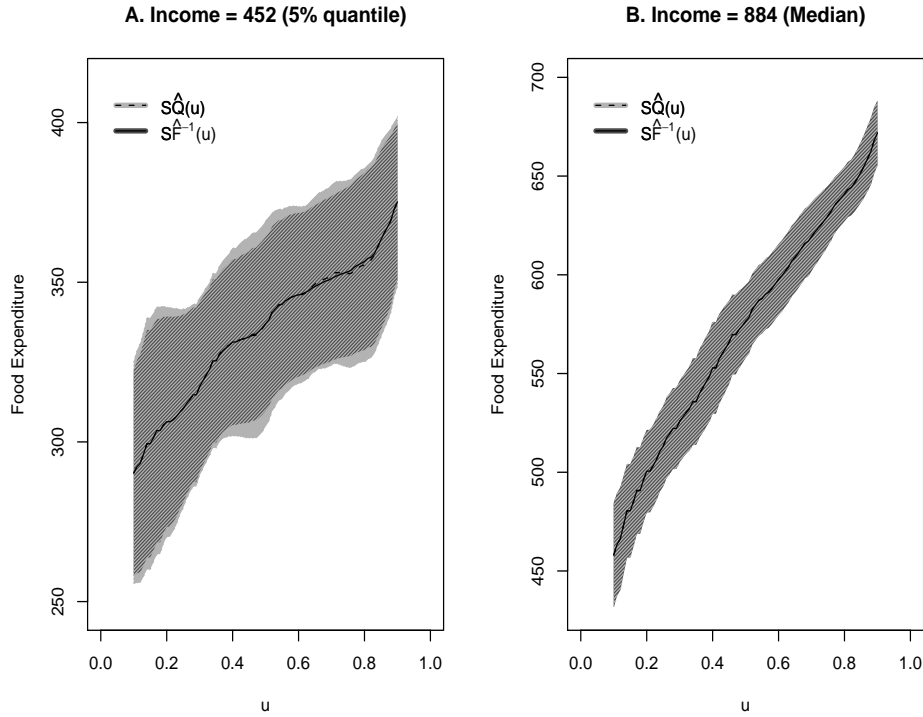 A. Income = 452 (5% quantile)
SQ̂(u)
SF̂⁻¹(u)
Food Expenditure
400
350
300
250
0.0 0.2 0.4 0.6 0.8 1.0
u
B. Income = 884 (Median)
SQ̂(u)
SF̂⁻¹(u)
Food Expenditure
700
650
600
550
500
450
0.0 0.2 0.4 0.6 0.8 1.0
u